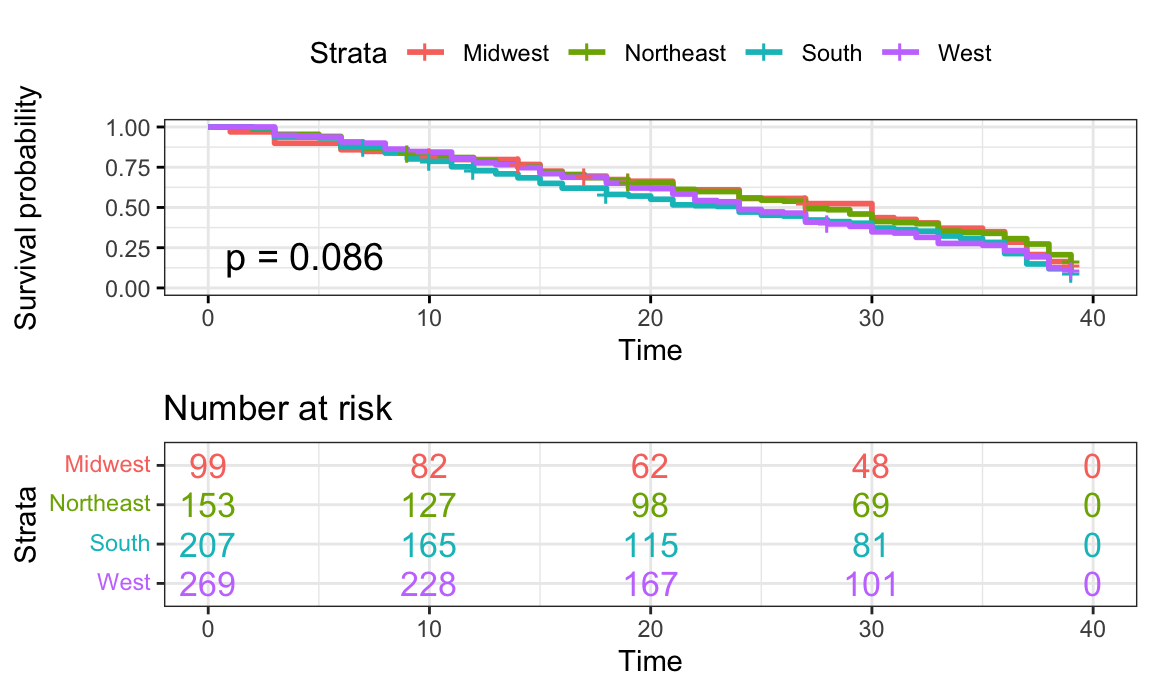 Strata Midwest Northeast South West
Survival probability
1.00
0.75
0.50
0.25
0.00
p = 0.086
0 10 20 30 40
Time
Number at risk
Strata
Midwest 99 82 62 48 0
Northeast 153 127 98 69 0
South 207 165 115 81 0
West 269 228 167 101 0
0 10 20 30 40
Time